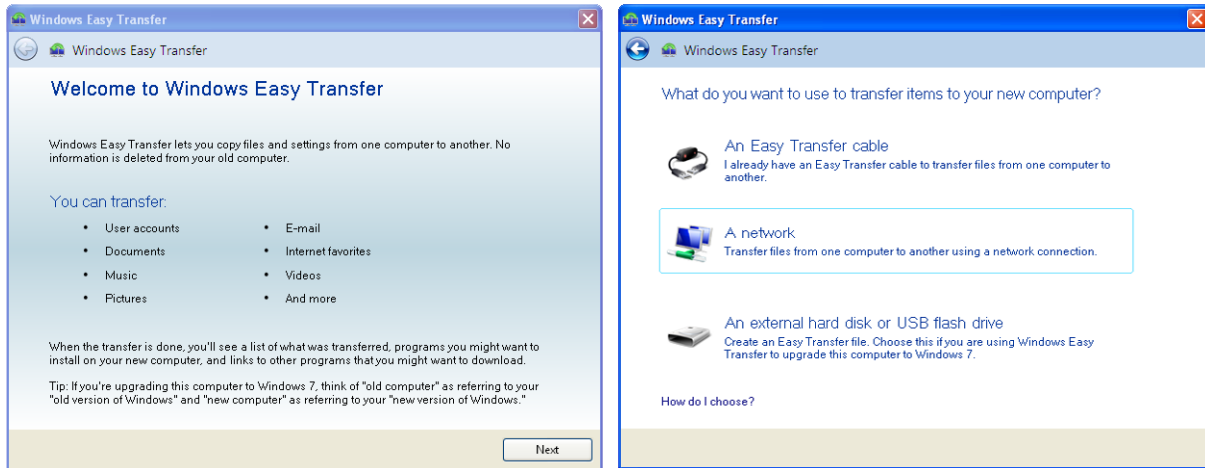 Windows Easy Transfer
Windows Easy Transfer
Welcome to Windows Easy Transfer
Windows Easy Transfer lets you copy files and settings from one computer to another. No
information is deleted from your old computer.
You can transfer:
• User accounts
• E-mail
• Documents
• Internet favorites
• Music
• Videos
• Pictures
• And more
When the transfer is done, you'll see a list of what was transferred, programs you might want to
install on your new computer, and links to other programs that you might want to download.
Tip: If you're upgrading this computer to Windows 7, think of "old computer" as referring to your
"old version of Windows" and "new computer" as referring to your "new version of Windows."
Next
Windows Easy Transfer
Windows Easy Transfer
What do you want to use to transfer items to your new computer?
An Easy Transfer cable
I already have an Easy Transfer cable to transfer files from one computer to
another.
A network
Transfer files from one computer to another using a network connection.
An external hard disk or USB flash drive
Create an Easy Transfer file. Choose this if you are using Windows Easy
Transfer to upgrade this computer to Windows 7.
How do I choose?